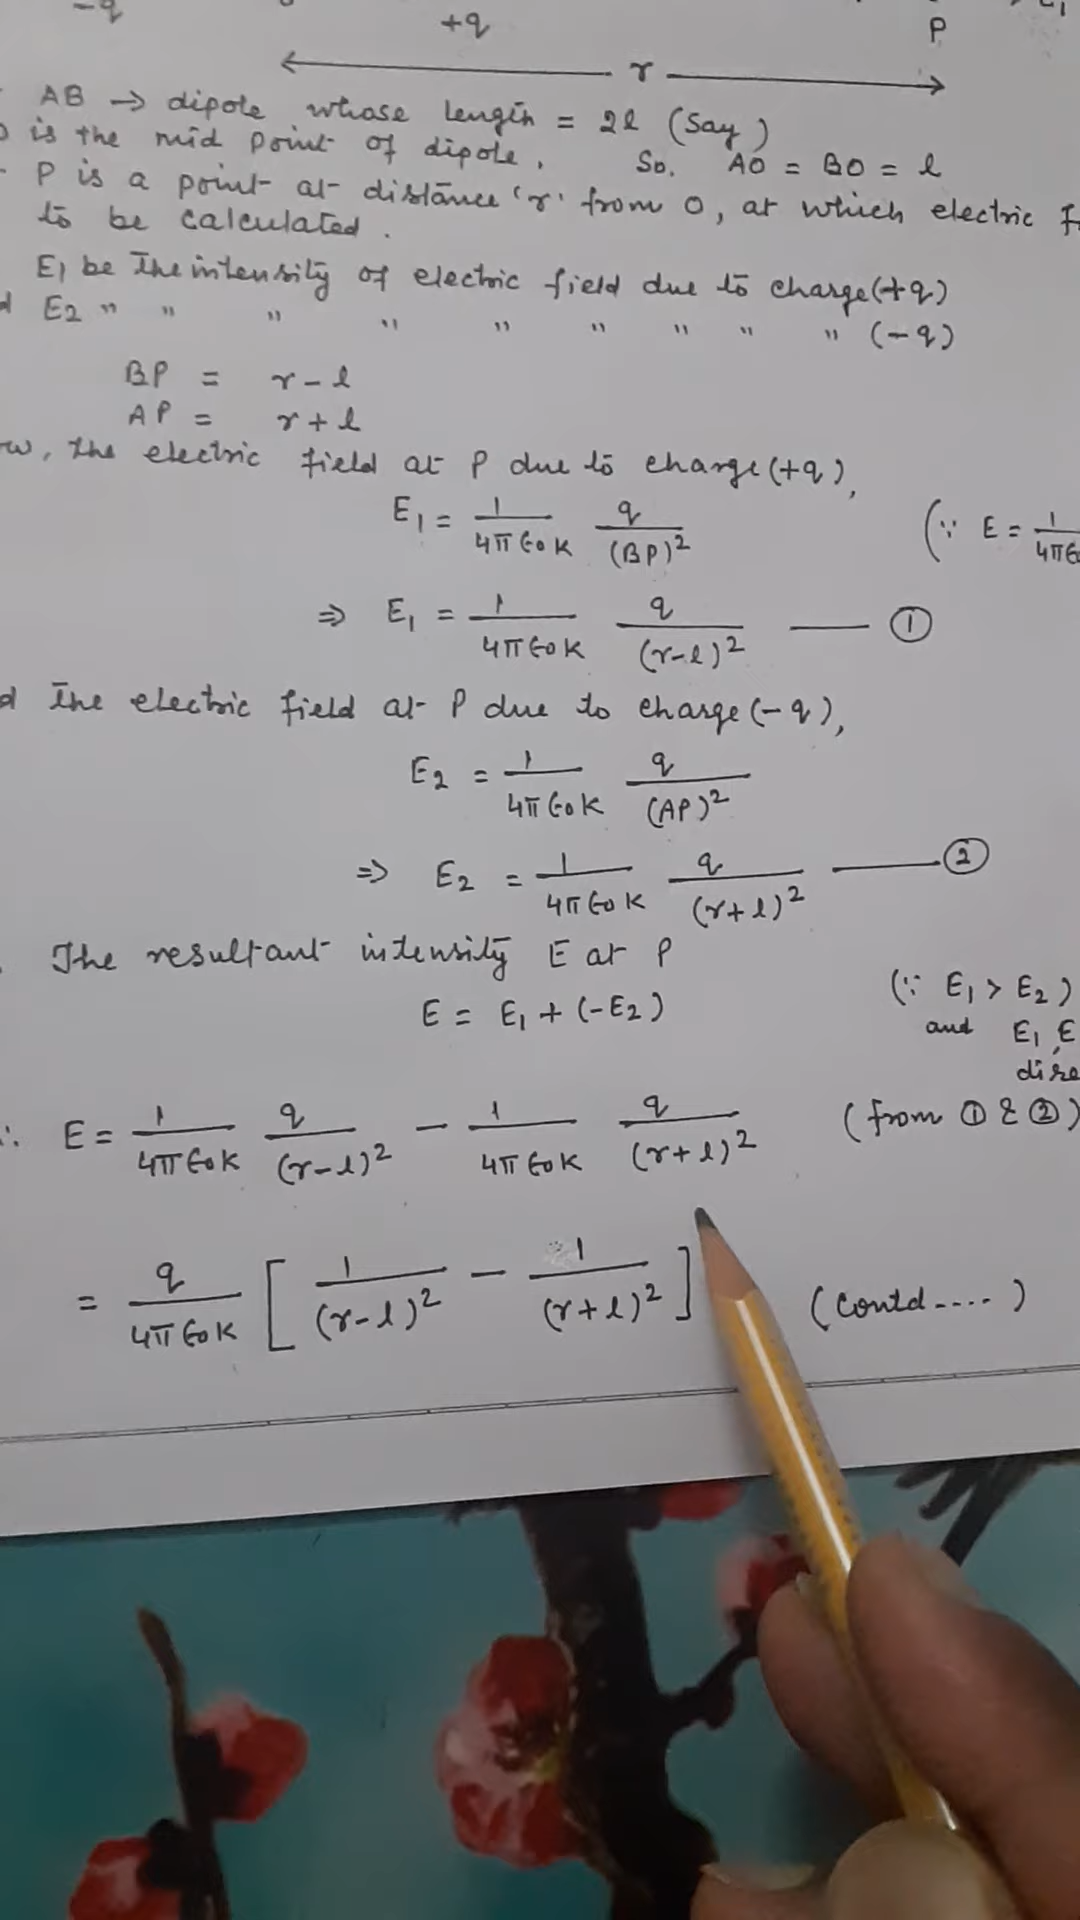 -q
+q
P
r
AB → dipole whose length = 2l (Say)
is the mid point of dipole. So, AO = BO = l
P is a point at distance 'r' from O, at which electric
to be calculated.
E₁ be The intensity of electric field due to charge (+q)
E₂ " " " " " " " " " (-q)
BP = r-l
AP = r+l
the electric field at P due to charge (+q),
E₁ = 1/4πϵ₀K q/(BP)² (∵ E = 1/
⇒ E₁ = 1/4πϵ₀K q/(r-l)² —— ①
The electric field at P due to charge (-q),
E₂ = 1/4πϵ₀K q/(AP)²
⇒ E₂ = 1/4πϵ₀K q/(r+l)² —— ②
The resultant intensity E at P
E = E₁ + (-E₂) (∵ E₁ > E₂)
and E₁,
∴ E = 1/4πϵ₀K q/(r-l)² - 1/4πϵ₀K q/(r+l)² (from ① & ②)
= q/4πϵ₀K [1/(r-l)² - 1/(r+l)²] (Contd....)